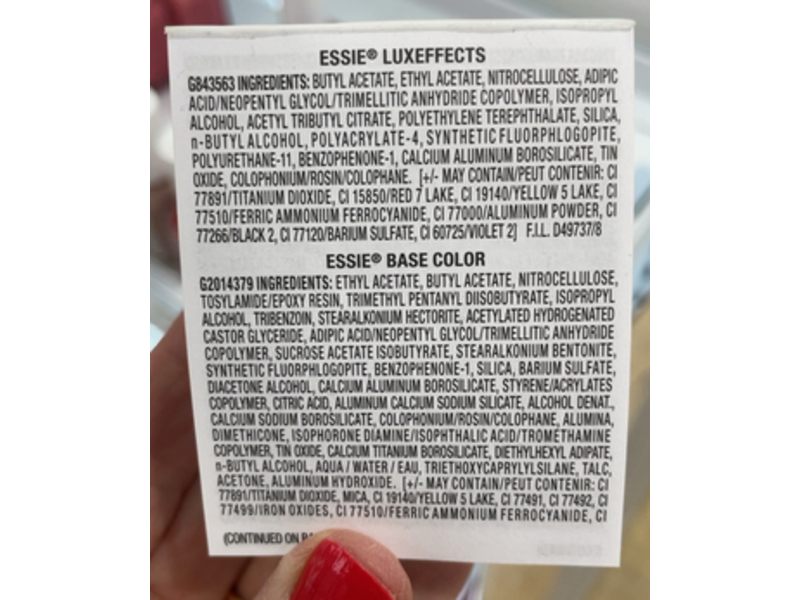 ESSIE® LUXEFFECTS
G843563 INGREDIENTS: BUTYL ACETATE, ETHYL ACETATE, NITROCELLULOSE, ADIPIC
ACID/NEOPENTYL GLYCOL/TRIMELLITIC ANHYDRIDE COPOLYMER, ISOPROPYL
ALCOHOL, ACETYL TRIBUTYL CITRATE, POLYETHYLENE TEREPHTHALATE, SILICA,
n-BUTYL ALCOHOL, POLYACRYLATE-4, SYNTHETIC FLUORPHLOGOPITE,
POLYURETHANE-11, BENZOPHENONE-1, CALCIUM ALUMINUM BOROSILICATE, TIN
OXIDE, COLOPHONIUM/ROSIN/COLOPHANE. [+/- MAY CONTAIN/PEUT CONTENIR: CI
77891/TITANIUM DIOXIDE, CI 15850/RED 7 LAKE, CI 19140/YELLOW 5 LAKE, CI
77510/FERRIC AMMONIUM FERROCYANIDE, CI 77000/ALUMINUM POWDER, CI
77266/BLACK 2, CI 77120/BARIUM SULFATE, CI 60725/VIOLET 2] F.I.L. D49737/8
ESSIE® BASE COLOR
G2014379 INGREDIENTS: ETHYL ACETATE, BUTYL ACETATE, NITROCELLULOSE,
TOSYLAMIDE/EPOXY RESIN, TRIMETHYL PENTANYL DIISOBUTYRATE, ISOPROPYL
ALCOHOL, TRIBENZOIN, STEARALKONIUM HECTORITE, ACETYLATED HYDROGENATED
CASTOR GLYCERIDE, ADIPIC ACID/NEOPENTYL GLYCOL/TRIMELLITIC ANHYDRIDE
COPOLYMER, SUCROSE ACETATE ISOBUTYRATE, STEARALKONIUM BENTONITE,
SYNTHETIC FLUORPHLOGOPITE, BENZOPHENONE-1, SILICA, BARIUM SULFATE,
DIACETONE ALCOHOL, CALCIUM ALUMINUM BOROSILICATE, STYRENE/ACRYLATES
COPOLYMER, CITRIC ACID, ALUMINUM CALCIUM SODIUM SILICATE, ALCOHOL DENAT.,
CALCIUM SODIUM BOROSILICATE, COLOPHONIUM/ROSIN/COLOPHANE, ALUMINA,
DIMETHICONE, ISOPHORONE DIAMINE/ISOPHTHALIC ACID/TROMETHAMINE
COPOLYMER, TIN OXIDE, CALCIUM TITANIUM BOROSILICATE, DIETHYLHEXYL ADIPATE,
n-BUTYL ALCOHOL, AQUA / WATER / EAU, TRIETHOXYCAPRYLYLSILANE, TALC,
ACETONE, ALUMINUM HYDROXIDE. [+/- MAY CONTAIN/PEUT CONTENIR: CI
77891/TITANIUM DIOXIDE, MICA, CI 19140/YELLOW 5 LAKE, CI 77491, CI 77492, CI
77499/IRON OXIDES, CI 77510/FERRIC AMMONIUM FERROCYANIDE, CI
(CONTINUED ON